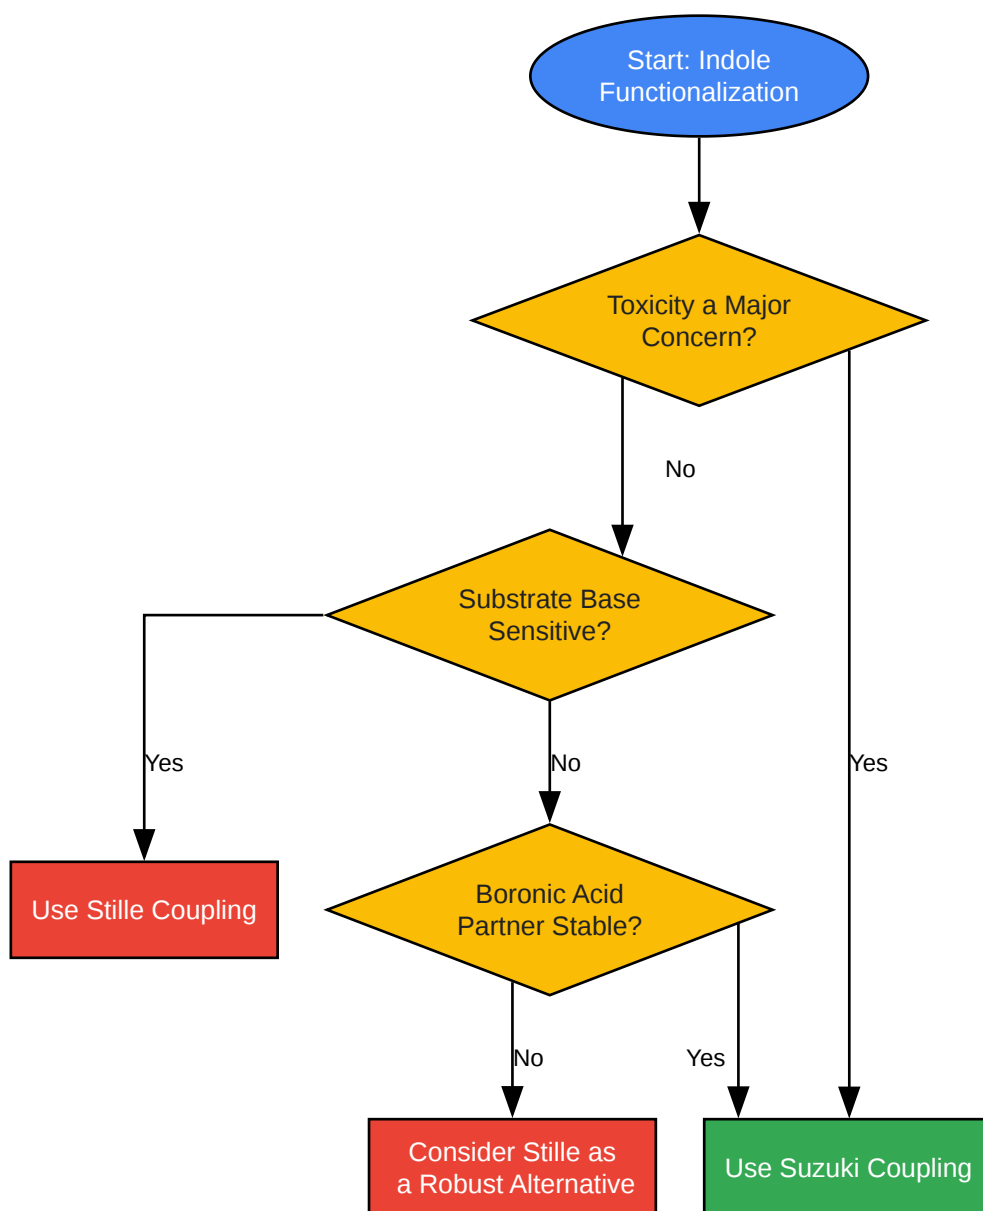 Start: Indole
Functionalization
Toxicity a Major
Concern?
No
Substrate Base
Sensitive?
Yes
No
Yes
Boronic Acid
Partner Stable?
Use Stille Coupling
No
Yes
Consider Stille as
a Robust Alternative
Use Suzuki Coupling